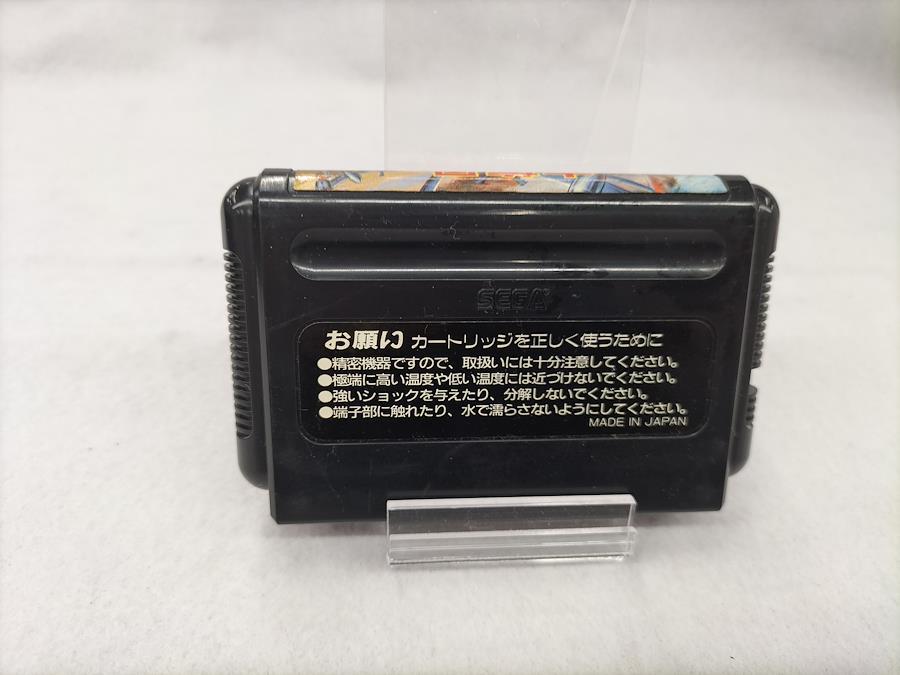 SEGA
お願い カートリッジを正しく使うために
●精密機器ですので、取扱いには十分注意してください。
●極端に高い温度や低い温度には近づけないでください。
●強いショックを与えたり、分解しないでください。
●端子部に触れたり、水で濡らさないようにしてください。
MADE IN JAPAN